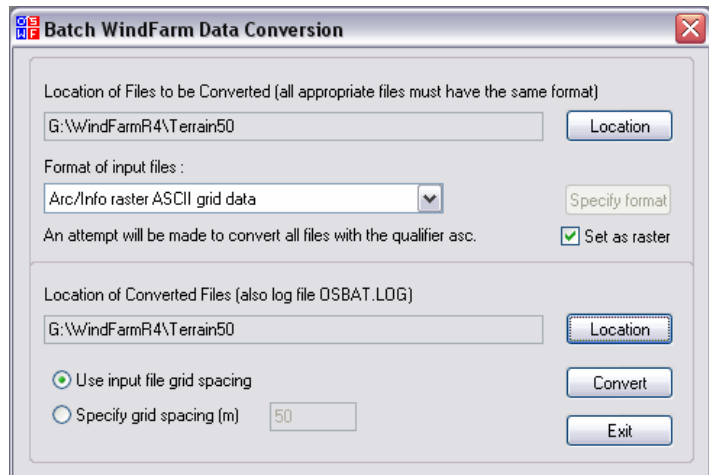 OS WF Batch WindFarm Data Conversion
Location of Files to be Converted (all appropriate files must have the same format)
G:\WindFarmR4\Terrain50 Location
Format of input files :
Arc/Info raster ASCII grid data Specify format
An attempt will be made to convert all files with the qualifier asc. Set as raster
Location of Converted Files (also log file OSBAT.LOG)
G:\WindFarmR4\Terrain50 Location
Use input file grid spacing Convert
Specify grid spacing (m) 50
Exit